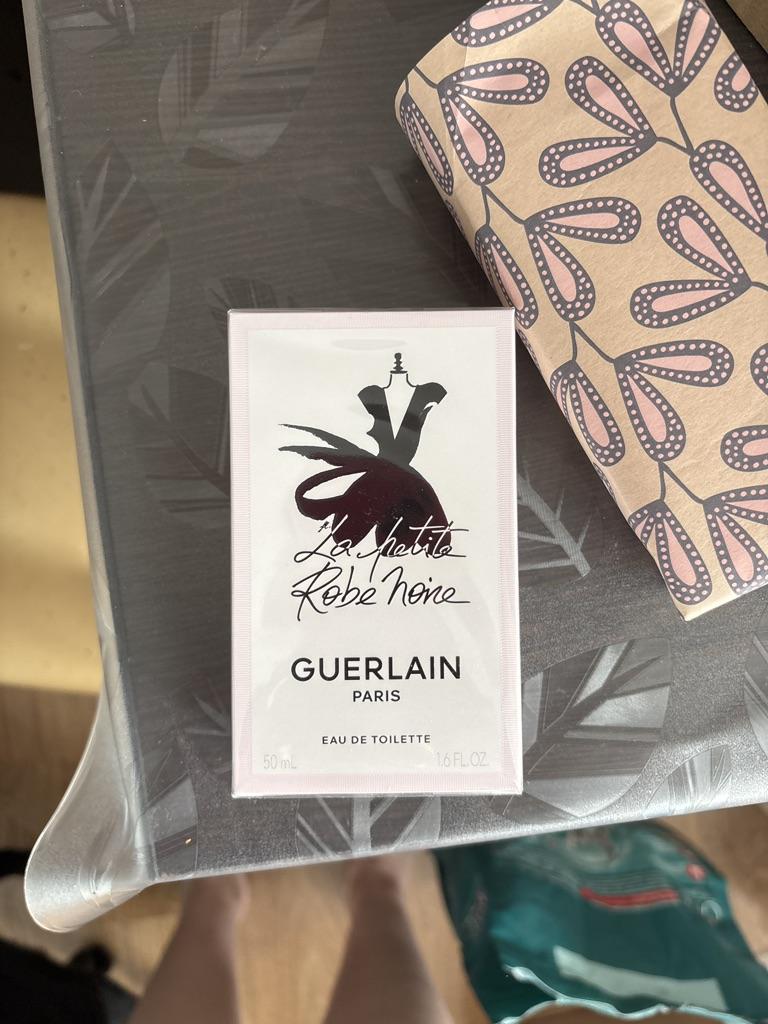 La petite
Robe Noire
GUERLAIN
PARIS
EAU DE TOILETTE
50 mL 1.6 FL.OZ.